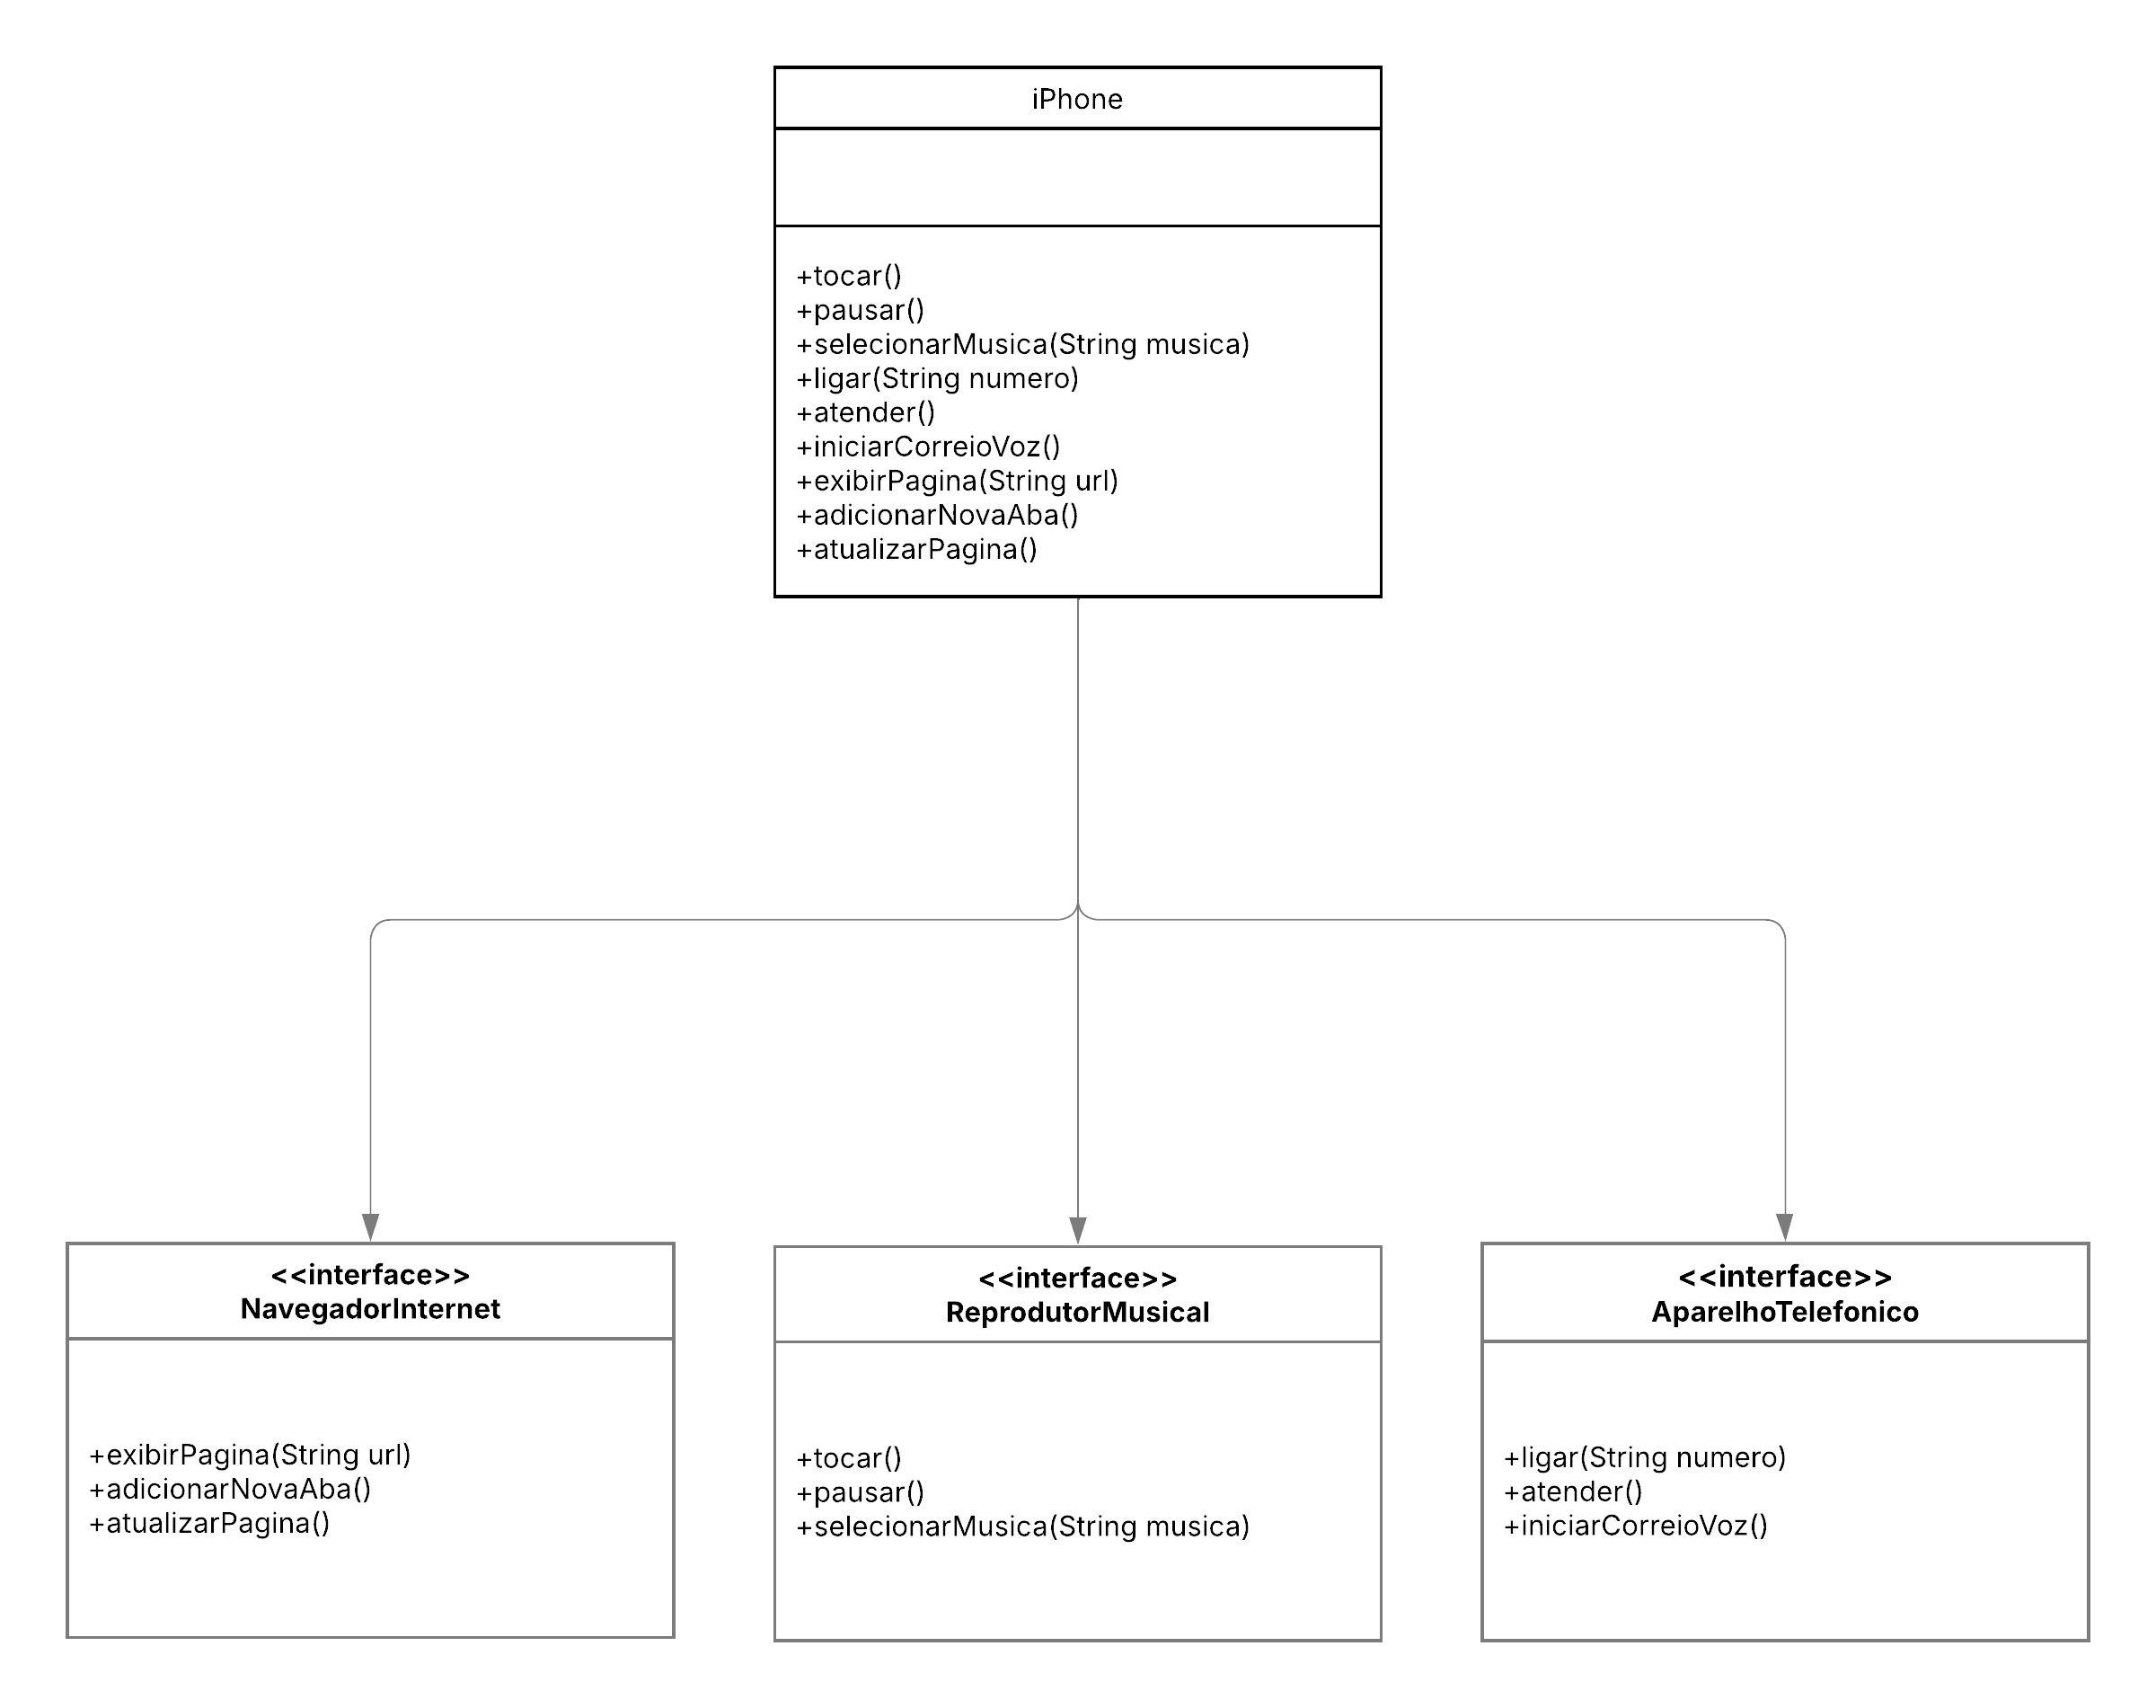 iPhone
+tocar()
+pausar()
+selecionarMusica(String musica)
+ligar(String numero)
+atender()
+iniciarCorreioVoz()
+exibirPagina(String url)
+adicionarNovaAba()
+atualizarPagina()
<<interface>>
NavegadorInternet
+exibirPagina(String url)
+adicionarNovaAba()
+atualizarPagina()
<<interface>>
ReprodutorMusical
+tocar()
+pausar()
+selecionarMusica(String musica)
<<interface>>
AparelhoTelefonico
+ligar(String numero)
+atender()
+iniciarCorreioVoz()